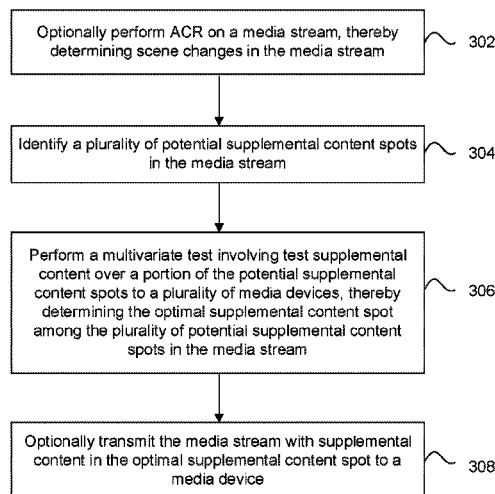 Optionally perform ACR on a media stream, thereby
determining scene changes in the media stream
302
Identify a plurality of potential supplemental content spots
in the media stream
304
Perform a multivariate test involving test supplemental
content over a portion of the potential supplemental
content spots to a plurality of media devices, thereby
determining the optimal supplemental content spot
among the plurality of potential supplemental content
spots in the media stream
306
Optionally transmit the media stream with supplemental
content in the optimal supplemental content spot to a
media device
308